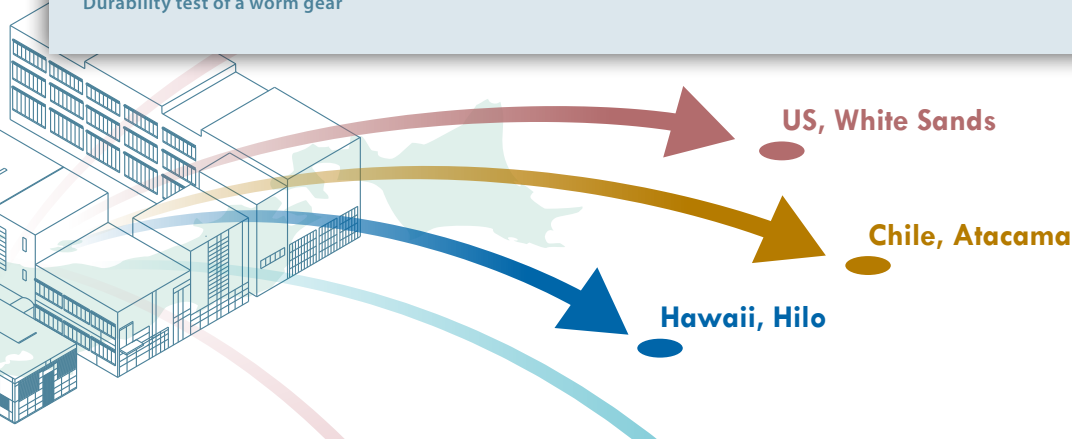 Durability test of a worm gear
US, White Sands
Chile, Atacama
Hawaii, Hilo